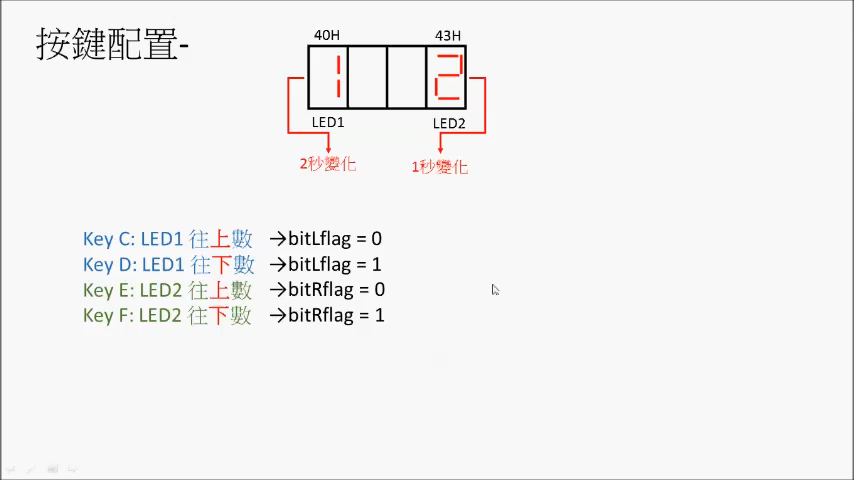 按鍵配置-
40H 43H
1 2
LED1 LED2
2秒變化 1秒變化
Key C: LED1 往上數 →bitLflag = 0
Key D: LED1 往下數 →bitLflag = 1
Key E: LED2 往上數 →bitRflag = 0
Key F: LED2 往下數 →bitRflag = 1